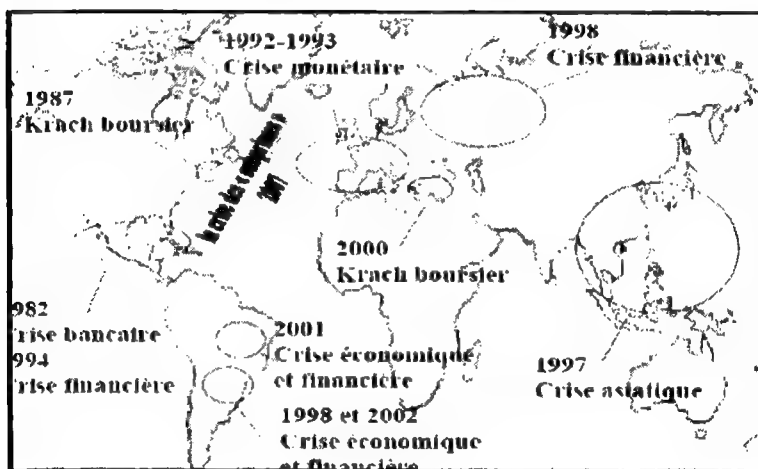 1992-1993
Crise monétaire
1998
Crise financière
1987
Krach boursier
2007
2000
Krach boursier
982
rise bancaire
994
rise financière
2001
Crise économique
et financière
1997
Crise asiatique
1998 et 2002
Crise économique
et financière